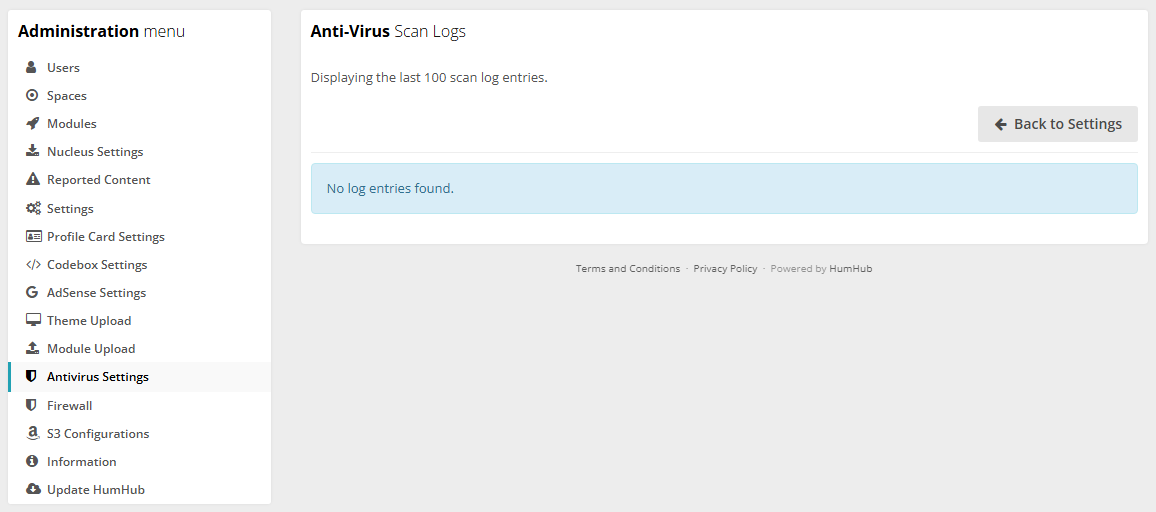 Administration menu
Users
Spaces
Modules
Nucleus Settings
Reported Content
Settings
Profile Card Settings
Codebox Settings
AdSense Settings
Theme Upload
Module Upload
Antivirus Settings
Firewall
S3 Configurations
Information
Update HumHub
Anti-Virus Scan Logs
Displaying the last 100 scan log entries.
Back to Settings
No log entries found.
Terms and Conditions · Privacy Policy · Powered by HumHub